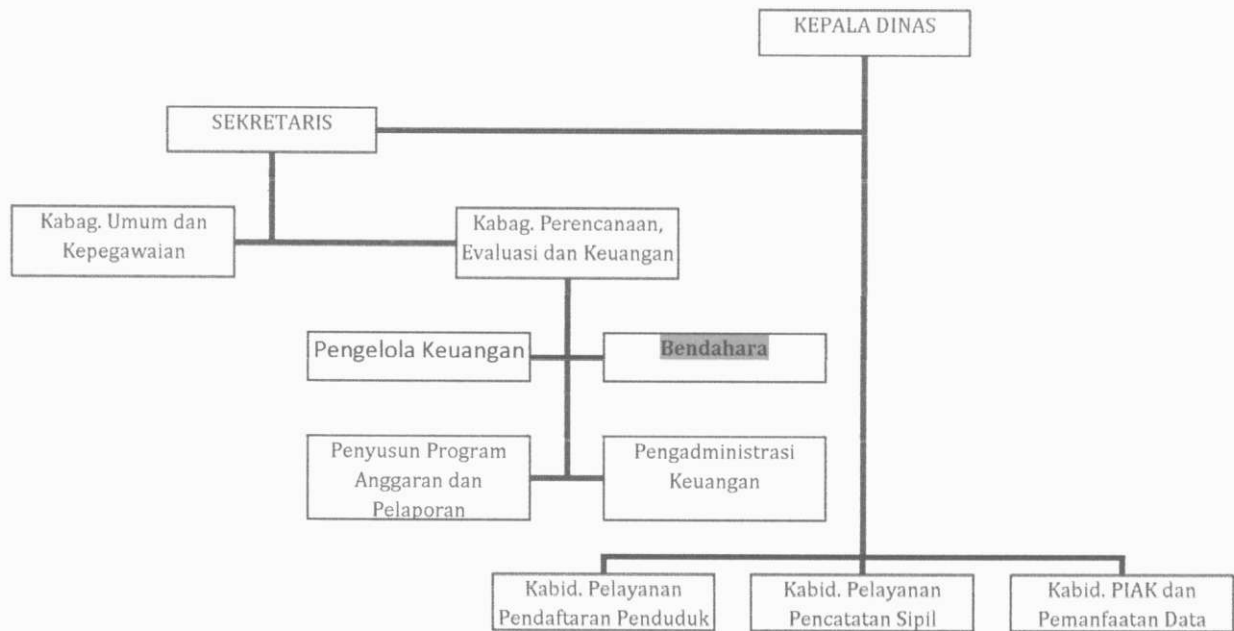 KEPALA DINAS
SEKRETARIS
Kabag. Umum dan
Kepegawaian
Kabag. Perencanaan,
Evaluasi dan Keuangan
Pengelola Keuangan
Bendahara
Penyusun Program
Anggaran dan
Pelaporan
Pengadministrasi
Keuangan
Kabid. Pelayanan
Pendaftaran Penduduk
Kabid. Pelayanan
Pencatatan Sipil
Kabid. PIAK dan
Pemanfaatan Data